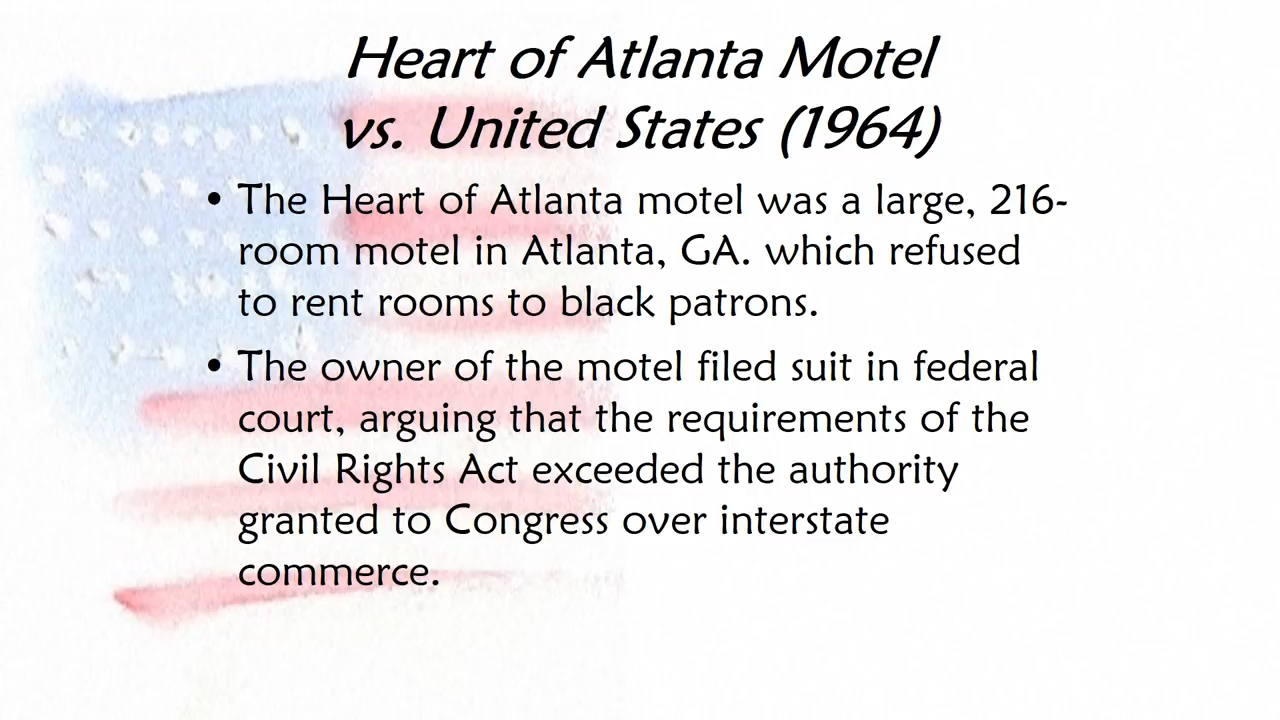 Heart of Atlanta Motel
vs. United States (1964)
• The Heart of Atlanta motel was a large, 216-
room motel in Atlanta, GA. which refused
to rent rooms to black patrons.
• The owner of the motel filed suit in federal
court, arguing that the requirements of the
Civil Rights Act exceeded the authority
granted to Congress over interstate
commerce.